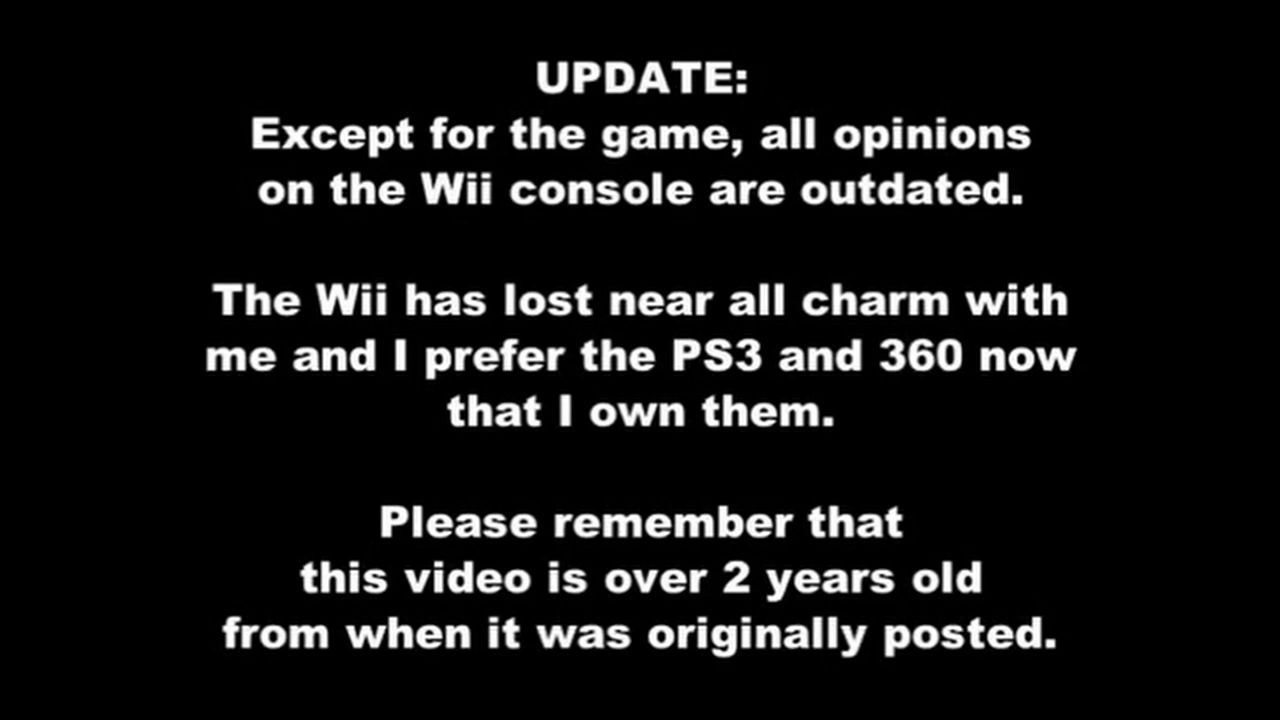 UPDATE:
Except for the game, all opinions
on the Wii console are outdated.
The Wii has lost near all charm with
me and I prefer the PS3 and 360 now
that I own them.
Please remember that
this video is over 2 years old
from when it was originally posted.